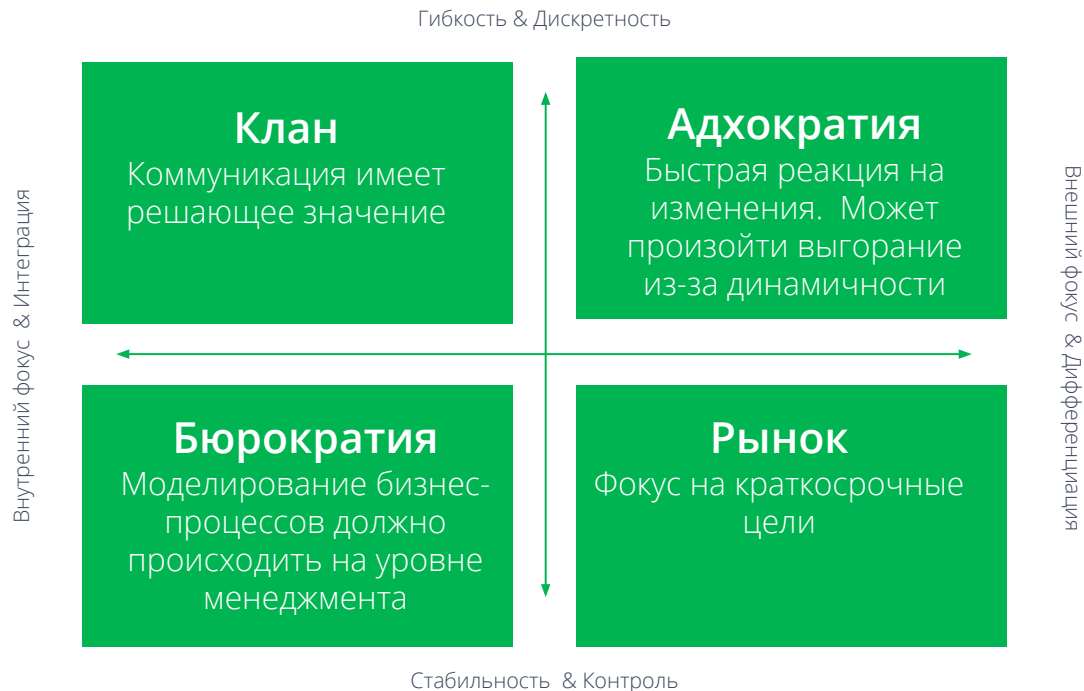 Гибкость & Дискретность
Клан
Коммуникация имеет
решающее значение
Адхократия
Быстрая реакция на
изменения.  Может
произойти выгорание
из-за динамичности
Внутренний фокус  & Интеграция
Внешний фокус  & Дифференциация
Бюрократия
Моделирование бизнес-
процессов должно
происходить на уровне
менеджмента
Рынок
Фокус на краткосрочные
цели
Стабильность  & Контроль